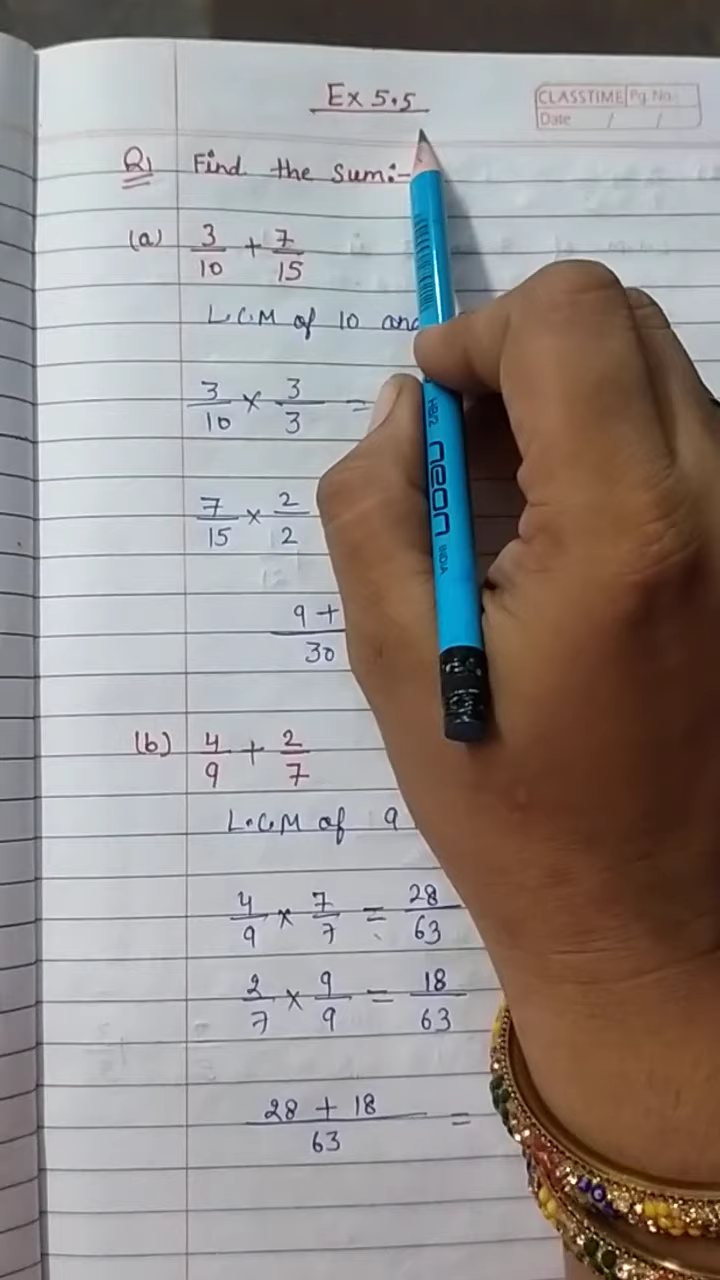 Ex 5.5
CLASSTIME Pg. No.
Date / /
Q1 Find the sum:-
(a) 3/10 + 7/15
L.C.M of 10 and
3/10 × 3/3 =
7/15 × 2/2
9 +
30
(b) 4/9 + 2/7
L.C.M of 9
4/9 × 7/7 = 28/63
2/7 × 9/9 = 18/63
28 + 18
63 =
HB/2 neon INDIA